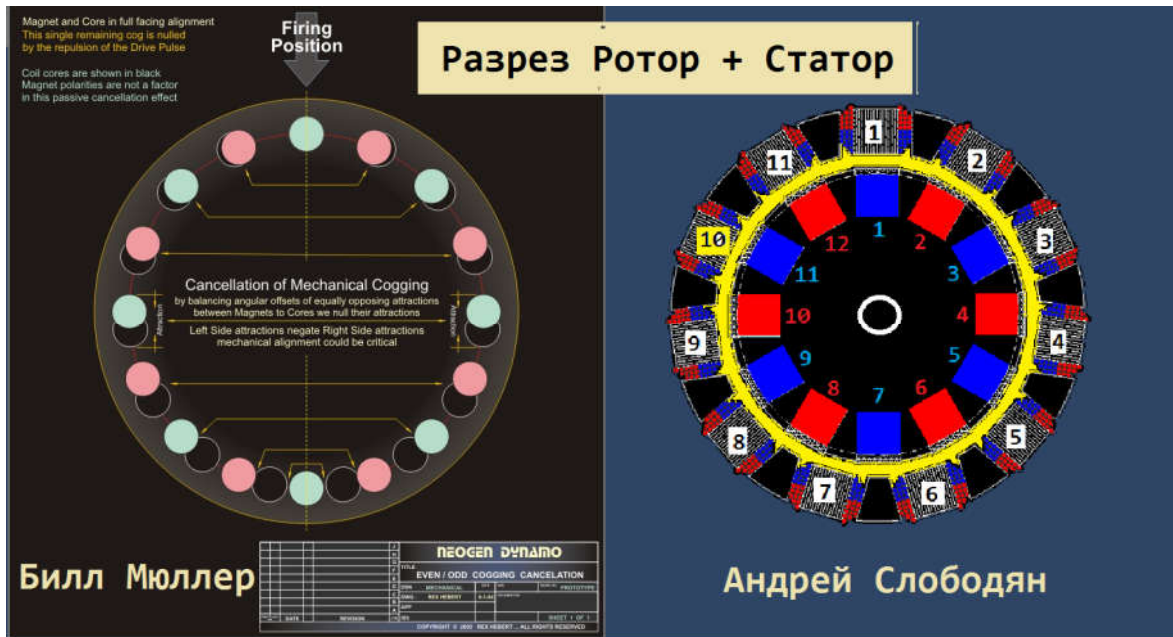 Magnet and Core in full facing alignment
This single remaining cog is nulled
by the repulsion of the Drive Pulse
Coil cores are shown in black
Magnet polarities are not a factor
in this passive cancellation effect
Firing
Position
Разрез Ротор + Статор
Cancellation of Mechanical Cogging
by balancing angular offsets of equally opposing attractions
between Magnets to Cores we null their attractions
Left Side attractions negate Right Side attractions
mechanical alignment could be critical
Attraction
Attraction
1
2
3
4
5
6
7
8
9
10
11
1
2
3
4
5
6
7
8
9
10
11
12
Билл Мюллер
NEOGEN DYNAMO
TITLE
EVEN / ODD COGGING CANCELATION
MECHANICAL
PROTOTYPE
REX HEBERT
DATE
REVISION
SHEET 1 OF 1
COPYRIGHT © 2002 REX HEBERT ... ALL RIGHTS RESERVED
Андрей Слободян